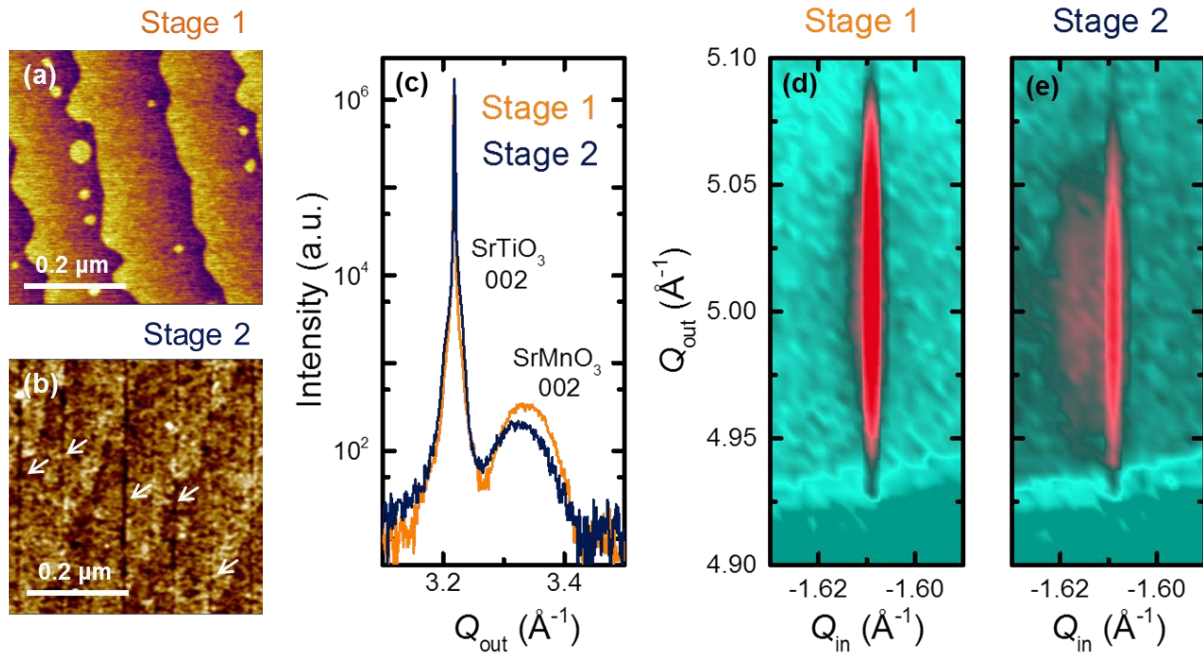 Stage 1
(a)
0.2 µm
Stage 2
(b)
0.2 µm
(c)
Stage 1
Stage 2
SrTiO3
002
SrMnO3
002
10^6
10^4
10^2
Intensity (a.u.)
3.2 3.4
Qout (Å-1)
Stage 1
Stage 2
(d)
(e)
5.10
5.05
5.00
4.95
4.90
Qout (Å-1)
-1.62 -1.60
-1.62 -1.60
Qin (Å-1)
Qin (Å-1)